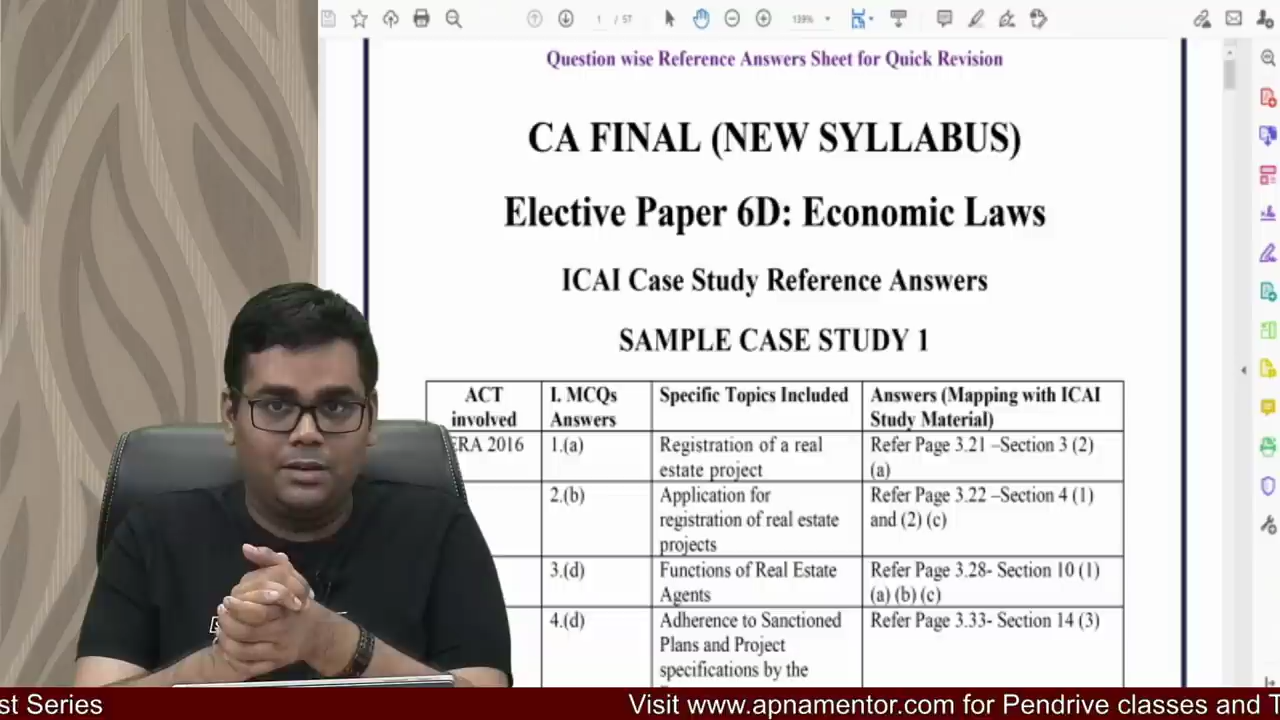 1 / 57
139%
Question wise Reference Answers Sheet for Quick Revision
CA FINAL (NEW SYLLABUS)
Elective Paper 6D: Economic Laws
ICAI Case Study Reference Answers
SAMPLE CASE STUDY 1
ACT involved
I. MCQs Answers
Specific Topics Included
Answers (Mapping with ICAI Study Material)
ERA 2016
1.(a)
Registration of a real estate project
Refer Page 3.21 –Section 3 (2) (a)
2.(b)
Application for registration of real estate projects
Refer Page 3.22 –Section 4 (1) and (2) (c)
3.(d)
Functions of Real Estate Agents
Refer Page 3.28- Section 10 (1) (a) (b) (c)
4.(d)
Adherence to Sanctioned Plans and Project specifications by the
Refer Page 3.33- Section 14 (3)
st Series
Visit www.apnamentor.com for Pendrive classes and T